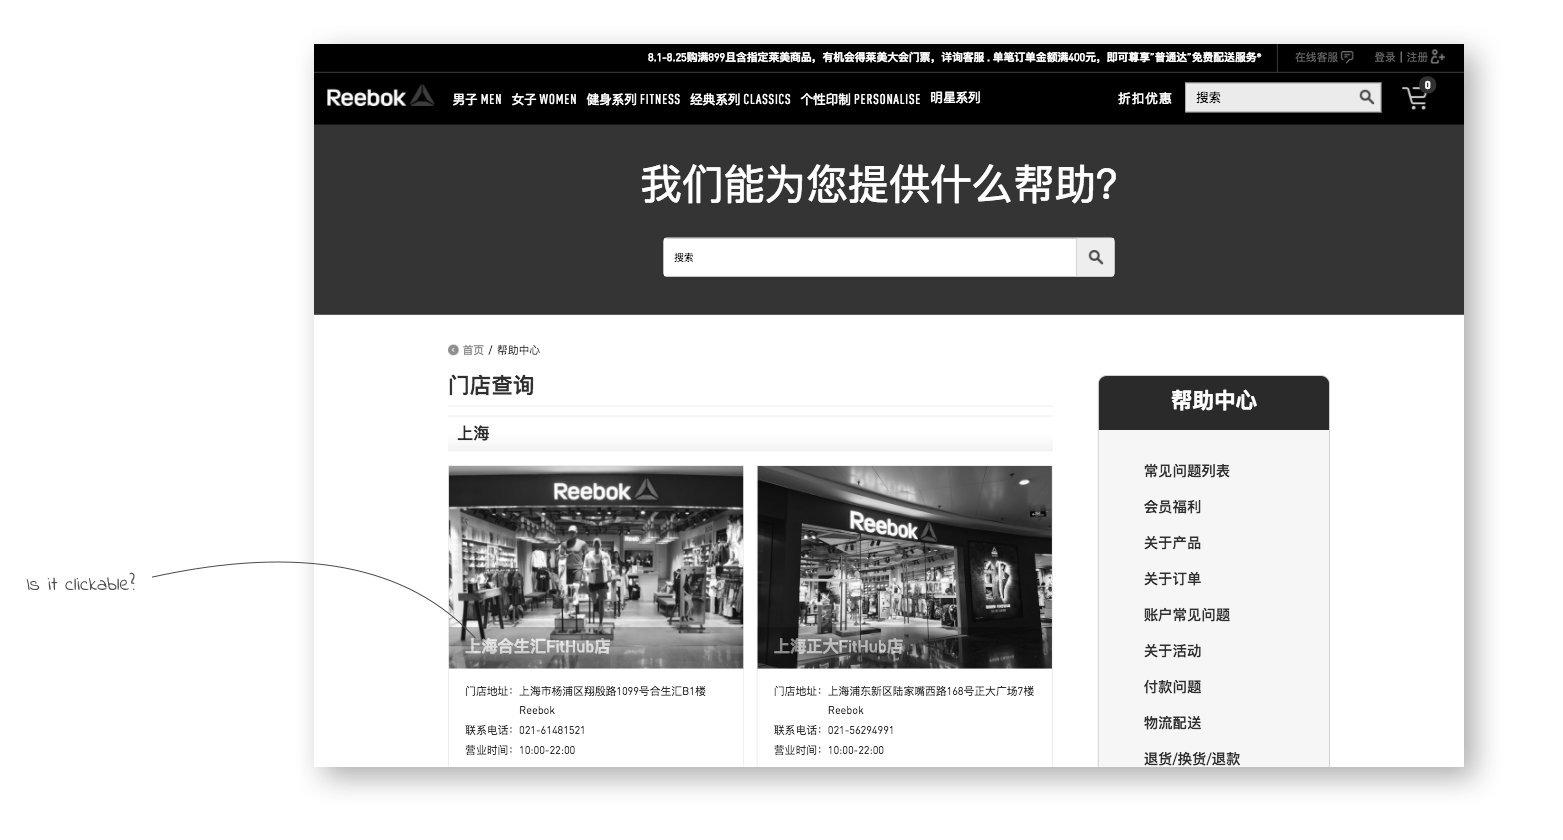 8.1-8.25购满899且含指定莱美商品，有机会得莱美大会门票，详询客服 . 单笔订单金额满400元，即可尊享"普通达"免费配送服务*
在线客服
登录 | 注册
Reebok
男子 MEN 女子 WOMEN 健身系列 FITNESS 经典系列 CLASSICS 个性印制 PERSONALISE 明星系列
折扣优惠
搜索
0
我们能为您提供什么帮助?
搜索
首页 / 帮助中心
门店查询
上海
Reebok
上海合生汇FitHub店
门店地址：上海市杨浦区翔殷路1099号合生汇B1楼
Reebok
联系电话：021-61481521
营业时间：10:00-22:00
Reebok
上海正大FitHub店
门店地址：上海浦东新区陆家嘴西路168号正大广场7楼
Reebok
联系电话：021-56294991
营业时间：10:00-22:00
帮助中心
常见问题列表
会员福利
关于产品
关于订单
账户常见问题
关于活动
付款问题
物流配送
退货/换货/退款
Is it clickable?